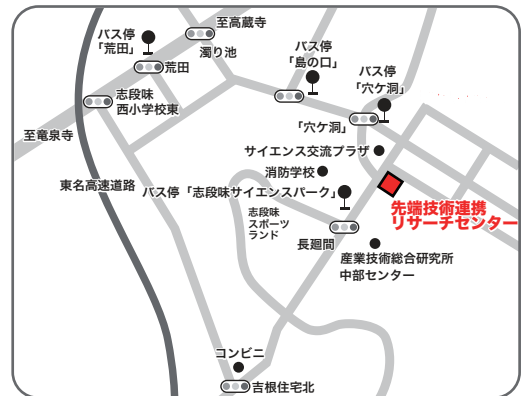 至高蔵寺
バス停
「荒田」
濁り池
荒田
バス停
「島の口」
バス停
「穴ケ洞」
志段味
西小学校東
「穴ケ洞」
至竜泉寺
サイエンス交流プラザ
消防学校
東名高速道路
バス停「志段味サイエンスパーク」
志段味
スポーツ
ランド
先端技術連携
リサーチセンター
長廻間
産業技術総合研究所
中部センター
コンビニ
吉根住宅北